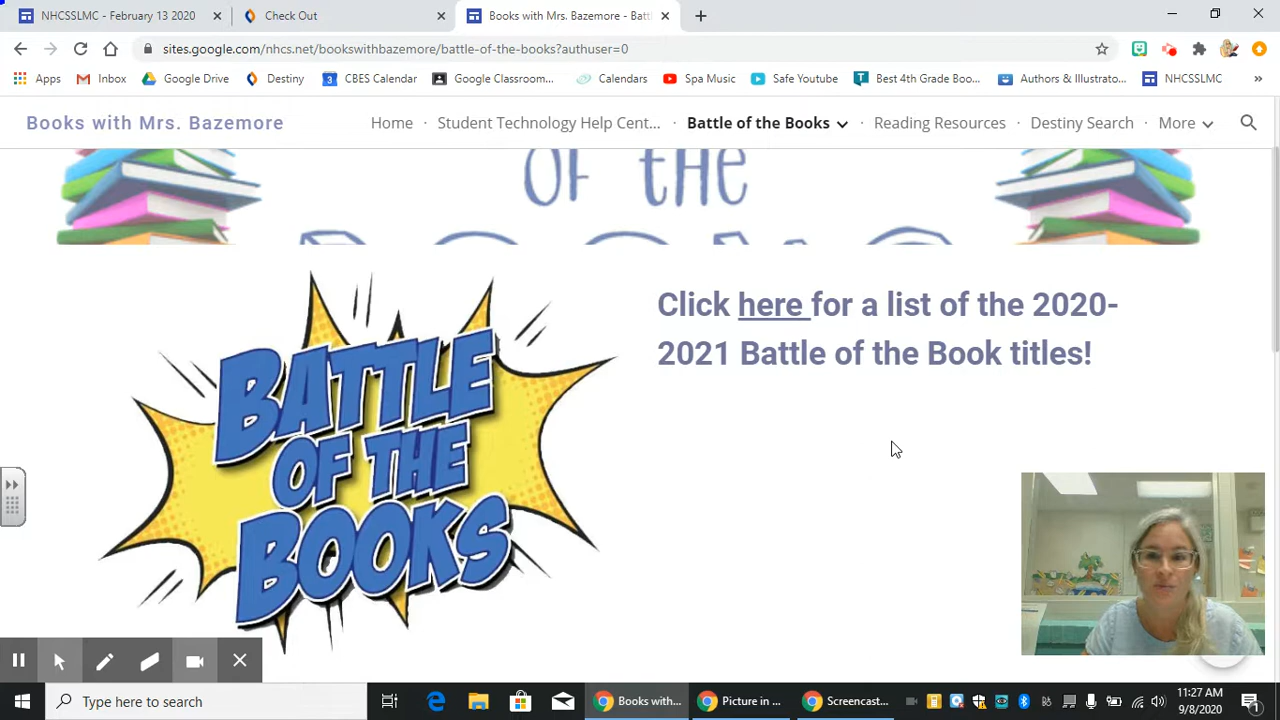 NHCSSLMC - February 13 2020
Check Out
Books with Mrs. Bazemore - Batt
sites.google.com/nhcs.net/bookswithbazemore/battle-of-the-books?authuser=0
Apps Inbox Google Drive Destiny CBES Calendar Google Classroom... Calendars Spa Music Safe Youtube Best 4th Grade Boo... Authors & Illustrato... NHCSSLMC »
Books with Mrs. Bazemore
Home Student Technology Help Cent... Battle of the Books Reading Resources Destiny Search More
OF THE
BOOKS
Click here for a list of the 2020-
2021 Battle of the Book titles!
BATTLE
OF THE
BOOKS
Type here to search
Books with... Picture in ... Screencast...
11:27 AM
9/8/2020